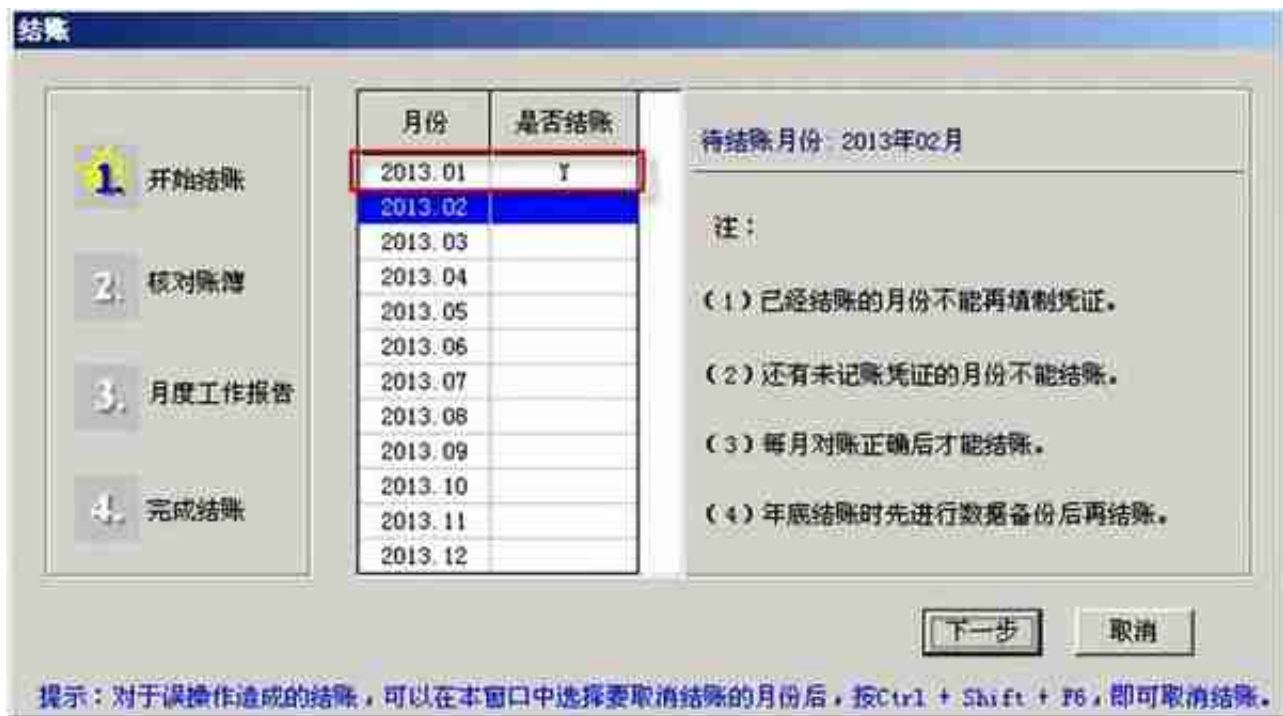 结账
1. 开始结账
2. 核对账簿
3. 月度工作报告
4. 完成结账
月份 是否结账
2013.01 Y
2013.02
2013.03
2013.04
2013.05
2013.06
2013.07
2013.08
2013.09
2013.10
2013.11
2013.12
待结账月份:2013年02月
注：
（1）已经结账的月份不能再填制凭证。
（2）还有未记账凭证的月份不能结账。
（3）每月对账正确后才能结账。
（4）年底结账时先进行数据备份后再结账。
下一步 取消
提示：对于误操作造成的结账，可以在本窗口中选择要取消结账的月份后，按Ctrl + Shift + F6，即可取消结账。